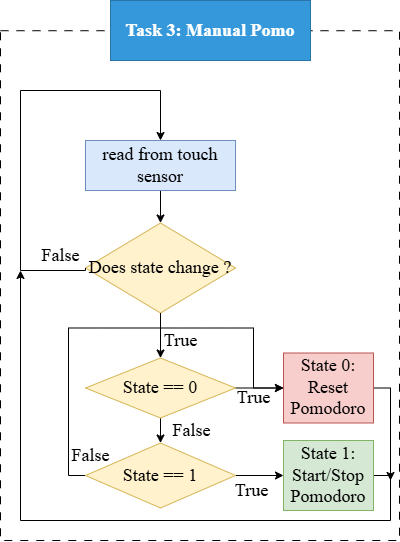 Task 3: Manual Pomo
read from touch
sensor
False
Does state change ?
True
State == 0
True
State 0:
Reset
Pomodoro
False
False
State == 1
True
State 1:
Start/Stop
Pomodoro